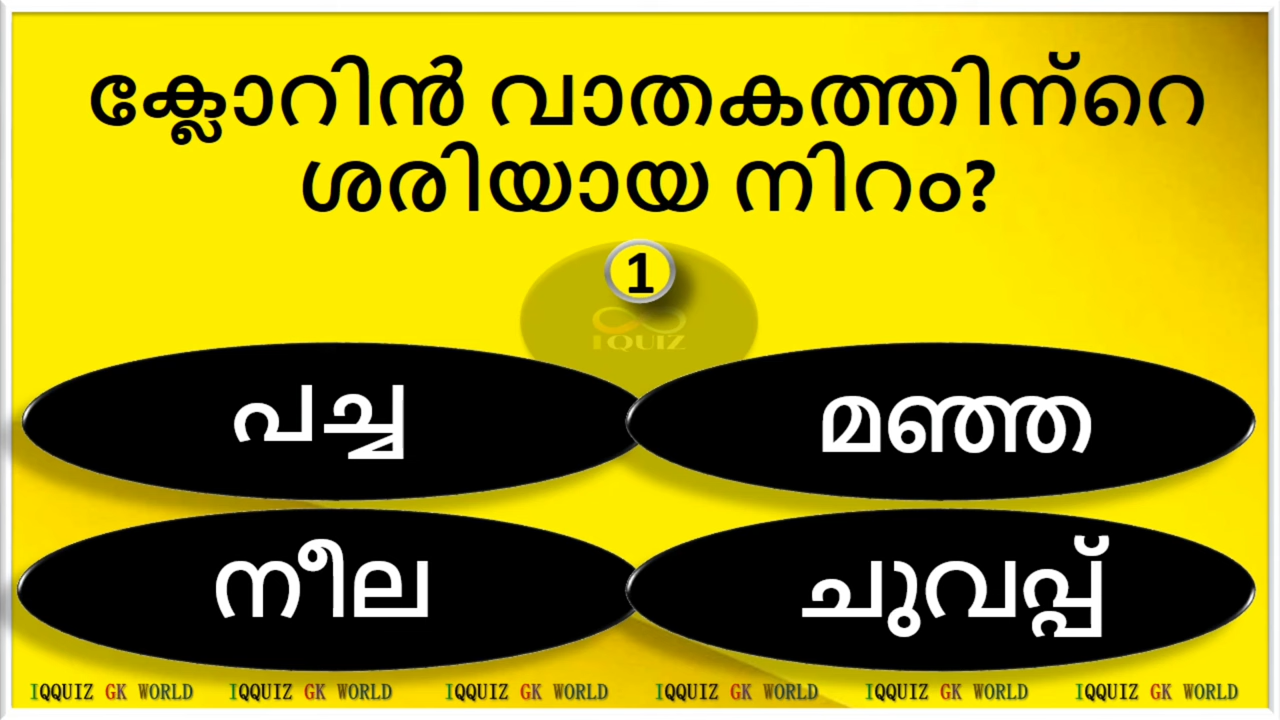 ക്ലോറിൻ വാതകത്തിന്റെ
ശരിയായ നിറം?
1
IQUIZ
പച്ച മഞ്ഞ
നീല ചുവപ്പ്
IQQUIZ GK WORLD IQQUIZ GK WORLD IQQUIZ GK WORLD IQQUIZ GK WORLD IQQUIZ GK WORLD IQQUIZ GK WORLD